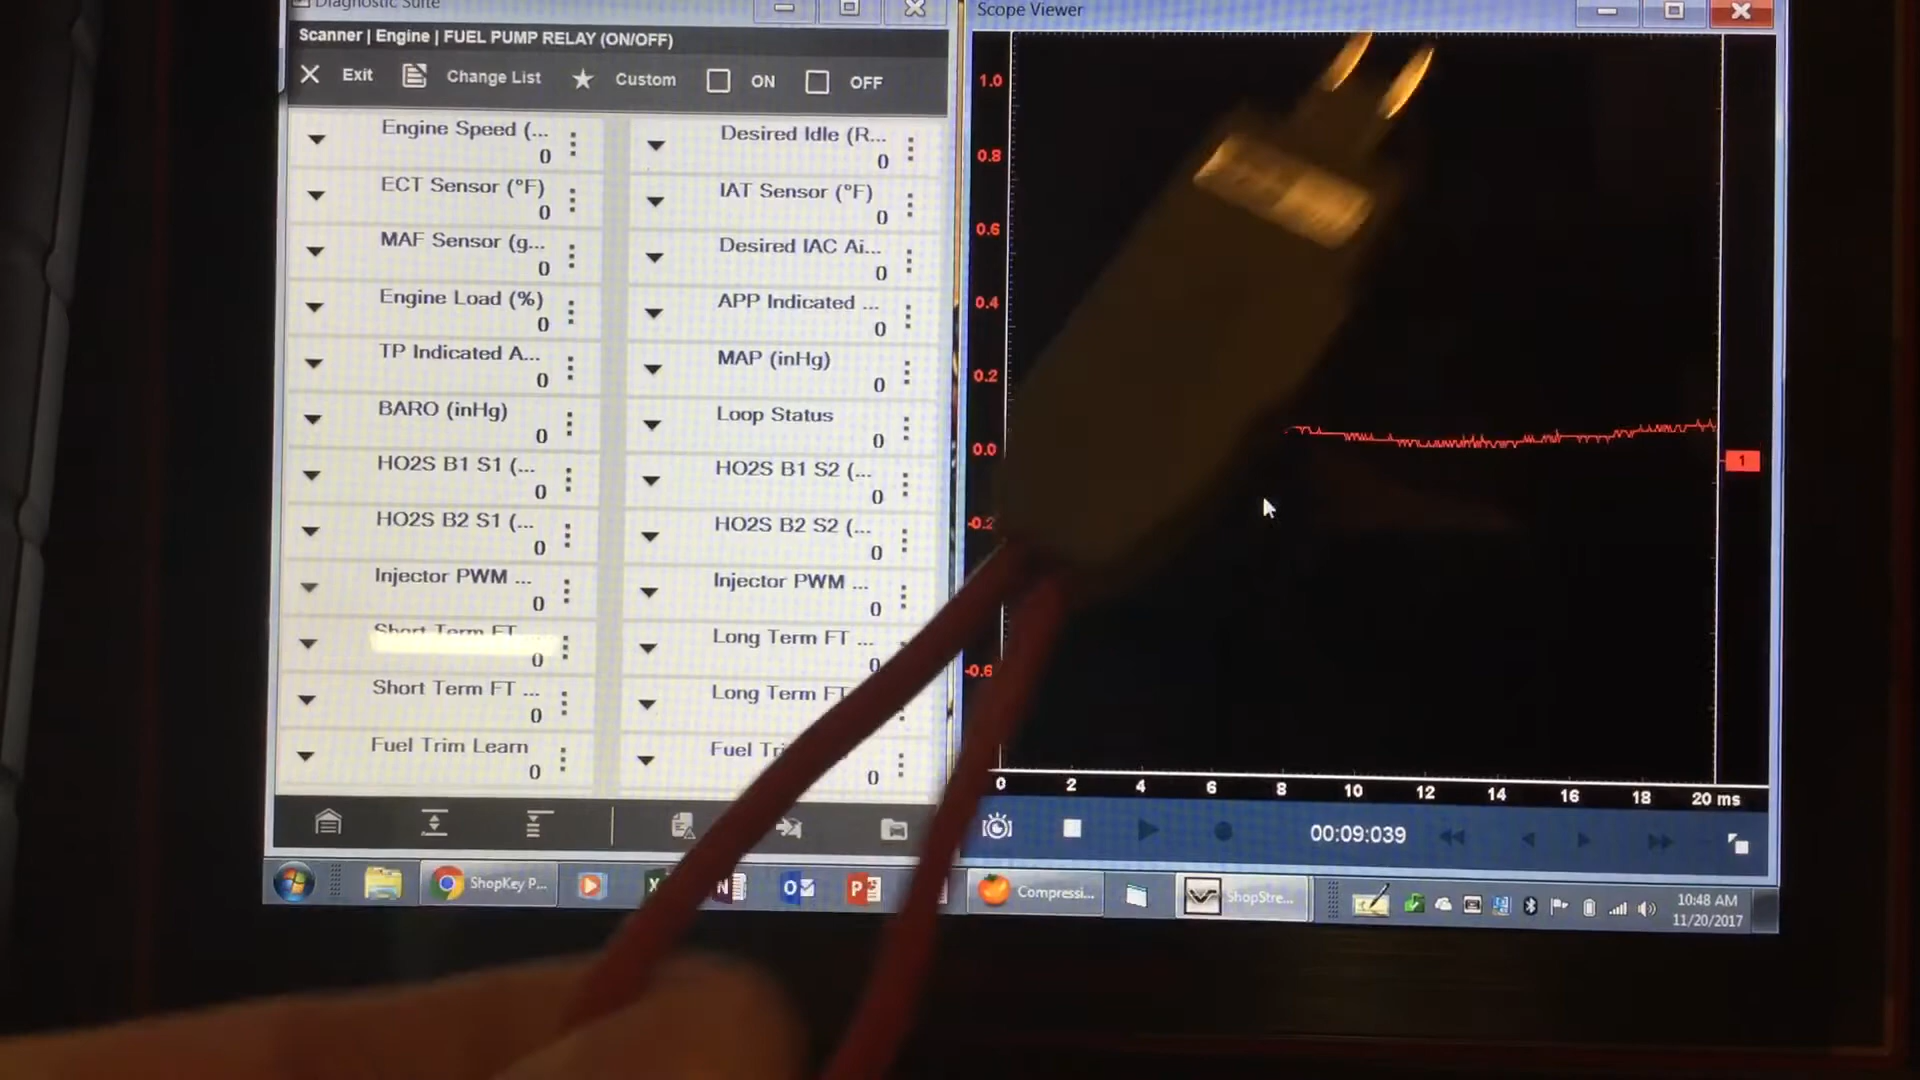 Diagnostic Suite
Scanner | Engine | FUEL PUMP RELAY (ON/OFF)
Exit Change List Custom ON OFF
Engine Speed (... 0 Desired Idle (R... 0
ECT Sensor (°F) 0 IAT Sensor (°F) 0
MAF Sensor (g... 0 Desired IAC Ai... 0
Engine Load (%) 0 APP Indicated ... 0
TP Indicated A... 0 MAP (inHg) 0
BARO (inHg) 0 Loop Status 0
HO2S B1 S1 (... 0 HO2S B1 S2 (... 0
HO2S B2 S1 (... 0 HO2S B2 S2 (... 0
Injector PWM ... 0 Injector PWM ... 0
Short Term FT 0 Long Term FT ... 0
Short Term FT ... 0 Long Term FT
Fuel Trim Learn 0 Fuel 0
Scope Viewer
1.0
0.8
0.6
0.4
0.2
0.0
-0.2
-0.6
1
0 2 4 6 8 10 12 14 16 18 20 ms
00:09:039
ShopKey P... Compressi... ShopStre...
10:48 AM
11/20/2017